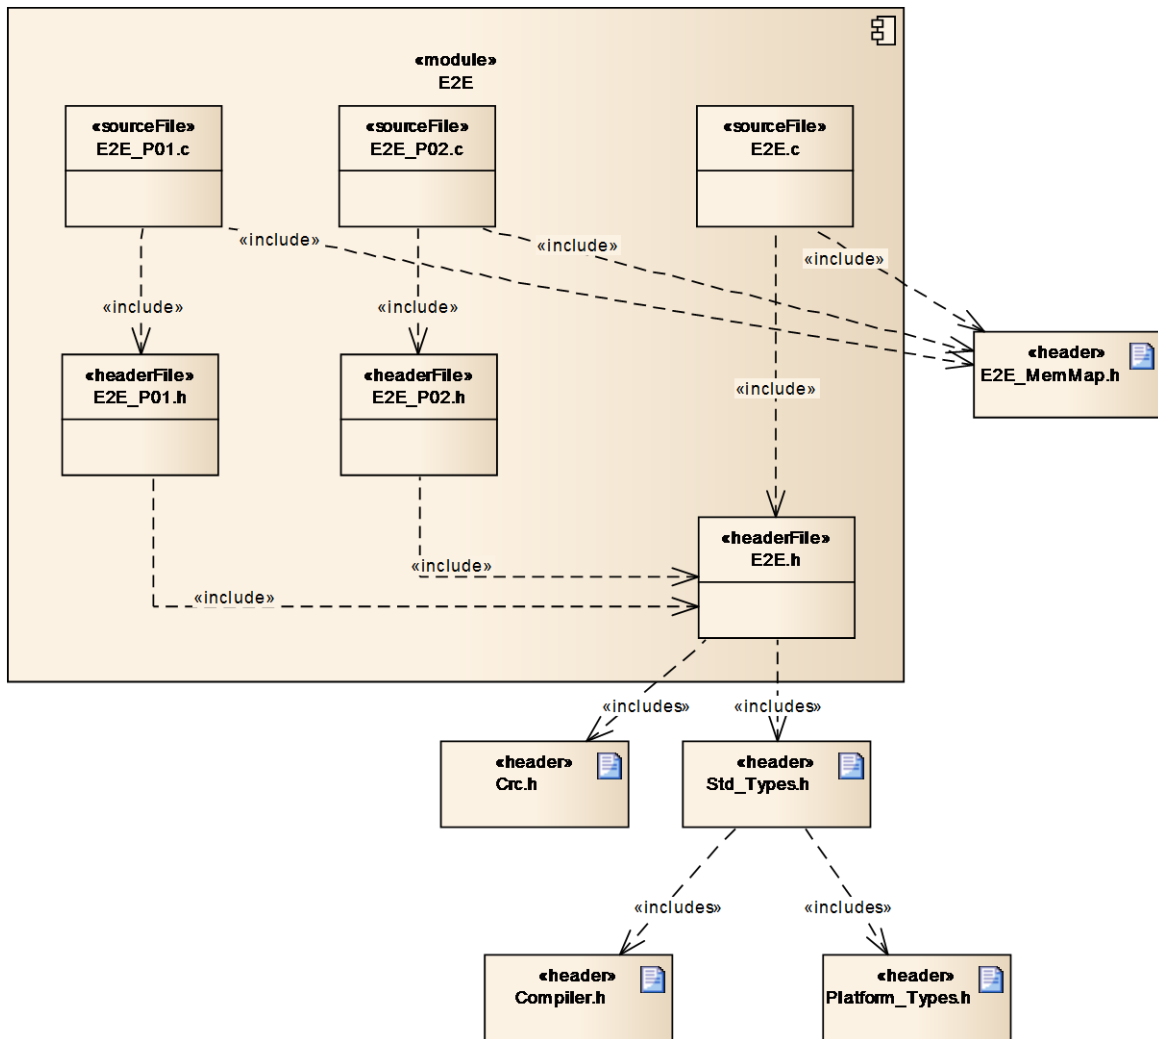 «module»
E2E
«sourceFile»
E2E_P01.c
«sourceFile»
E2E_P02.c
«sourceFile»
E2E.c
«include»
«include»
«include»
«include»
«include»
«include»
«headerFile»
E2E_P01.h
«headerFile»
E2E_P02.h
«header»
E2E_MemMap.h
«headerFile»
E2E.h
«include»
«include»
«includes»
«includes»
«header»
Crc.h
«header»
Std_Types.h
«includes»
«includes»
«header»
Compiler.h
«header»
Platform_Types.h